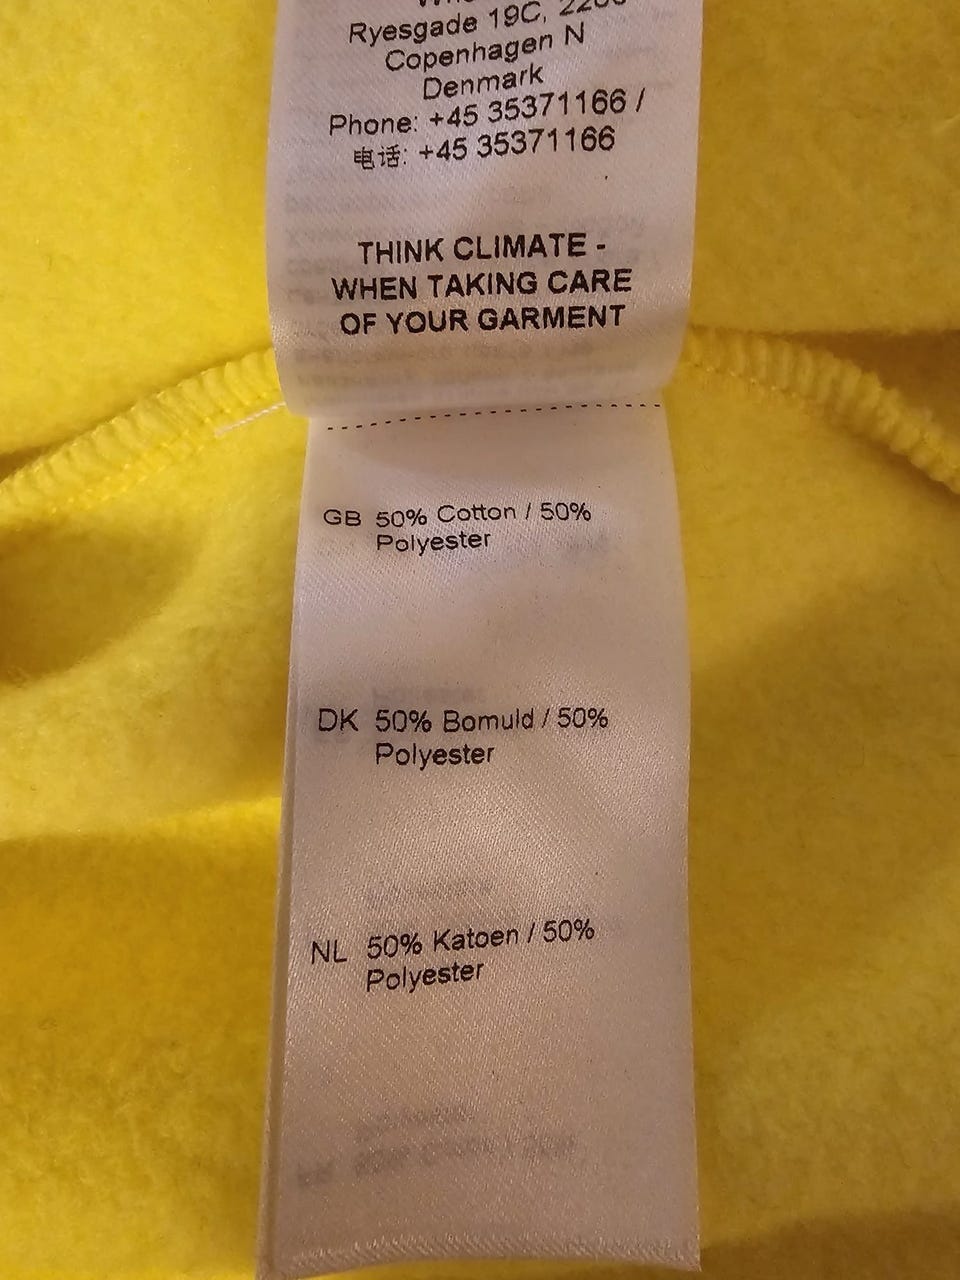 Ryesgade 19C, 2200
Copenhagen N
Denmark
Phone: +45 35371166 /
电话: +45 35371166
THINK CLIMATE -
WHEN TAKING CARE
OF YOUR GARMENT
GB 50% Cotton / 50%
Polyester
DK 50% Bomuld / 50%
Polyester
NL 50% Katoen / 50%
Polyester